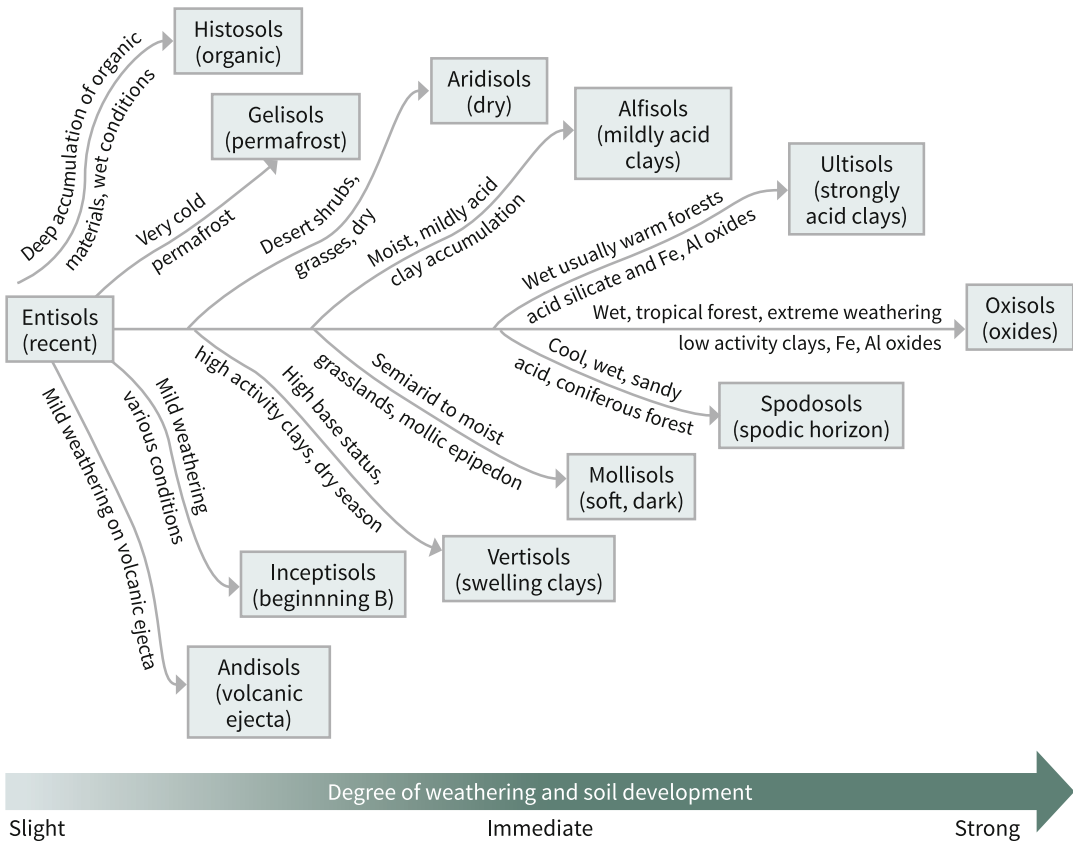 Histosols
(organic)
Deep accumulation of organic
materials, wet conditions
Gelisols
(permafrost)
Very cold
permafrost
Aridisols
(dry)
Desert shrubs,
grasses, dry
Alfisols
(mildly acid
clays)
Moist, mildly acid
clay accumulation
Ultisols
(strongly
acid clays)
Wet usually warm forests
acid silicate and Fe, Al oxides
Entisols
(recent)
Wet, tropical forest, extreme weathering
low activity clays, Fe, Al oxides
Oxisols
(oxides)
Cool, wet, sandy
acid, coniferous forest
Spodosols
(spodic horizon)
Semiarid to moist
grasslands, mollic epipedon
Mollisols
(soft, dark)
High base status,
high activity clays, dry season
Vertisols
(swelling clays)
Mild weathering
various conditions
Inceptisols
(beginnning B)
Mild weathering on volcanic ejecta
Andisols
(volcanic
ejecta)
Degree of weathering and soil development
Slight
Immediate
Strong